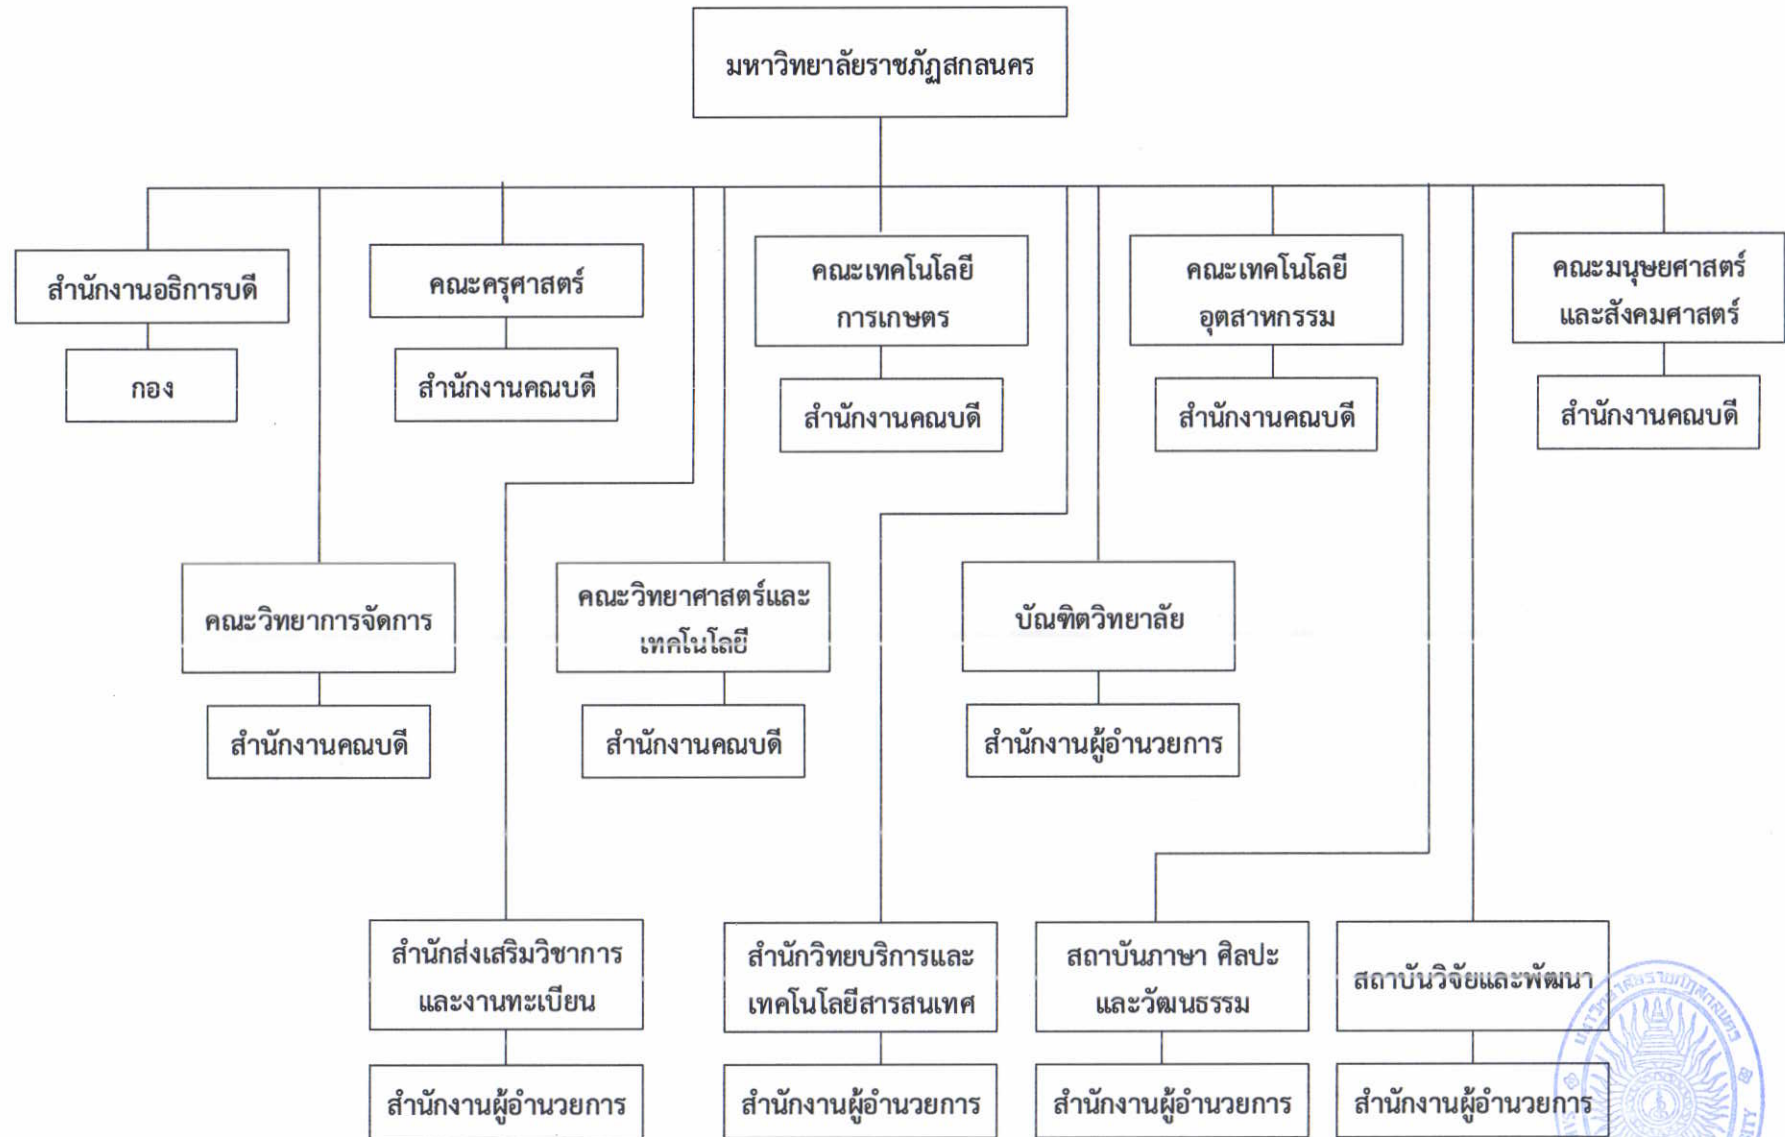 มหาวิทยาลัยราชภัฏสกลนคร
สำนักงานอธิการบดี
กอง
คณะครุศาสตร์
สำนักงานคณบดี
คณะเทคโนโลยี
การเกษตร
สำนักงานคณบดี
คณะเทคโนโลยี
อุตสาหกรรม
สำนักงานคณบดี
คณะมนุษยศาสตร์
และสังคมศาสตร์
สำนักงานคณบดี
คณะวิทยาการจัดการ
สำนักงานคณบดี
คณะวิทยาศาสตร์และ
เทคโนโลยี
สำนักงานคณบดี
บัณฑิตวิทยาลัย
สำนักงานผู้อำนวยการ
สำนักส่งเสริมวิชาการ
และงานทะเบียน
สำนักงานผู้อำนวยการ
สำนักวิทยบริการและ
เทคโนโลยีสารสนเทศ
สำนักงานผู้อำนวยการ
สถาบันภาษา ศิลปะ
และวัฒนธรรม
สำนักงานผู้อำนวยการ
สถาบันวิจัยและพัฒนา
สำนักงานผู้อำนวยการ
มหาวิทยาลัยราชภัฏสกลนคร